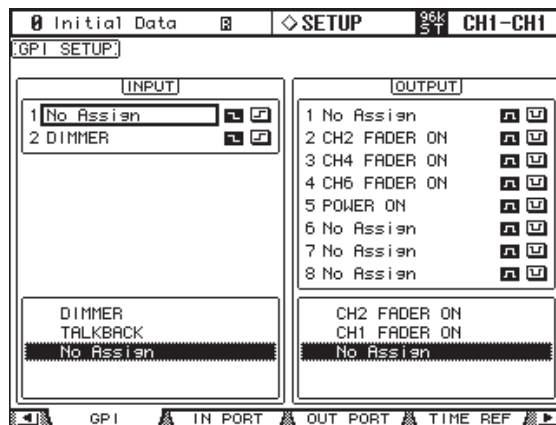 0 Initial Data SETUP 96k ST CH1-CH1
GPI SETUP
INPUT
1 No Assign
2 DIMMER
DIMMER
TALKBACK
No Assign
OUTPUT
1 No Assign
2 CH2 FADER ON
3 CH4 FADER ON
4 CH6 FADER ON
5 POWER ON
6 No Assign
7 No Assign
8 No Assign
CH2 FADER ON
CH1 FADER ON
No Assign
GPI IN PORT OUT PORT TIME REF